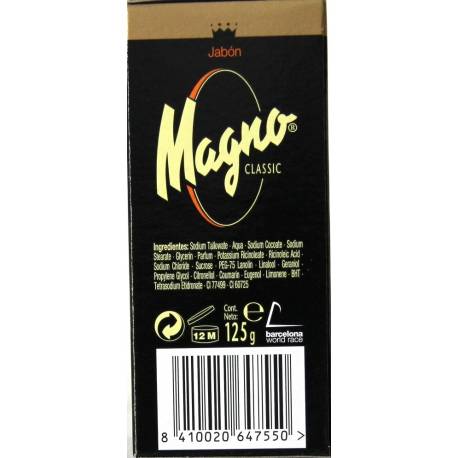 Jabón
Magno®
CLASSIC
Ingredientes: Sodium Tallowate - Aqua - Sodium Cocoate - Sodium
Stearate - Glycerin - Parfum - Potassium Ricinoleate - Ricinoleic Acid -
Sodium Chloride - Sucrose - PEG-75 Lanolin - Linalool - Geraniol -
Propylene Glycol - Citronellol - Coumarin - Eugenol - Limonene - BHT -
Tetrasodium Etidronate - CI 77499 - CI 60725
12 M
Cont.
Neto: ℮
125 g
barcelona
world race
8 410020 647550 >